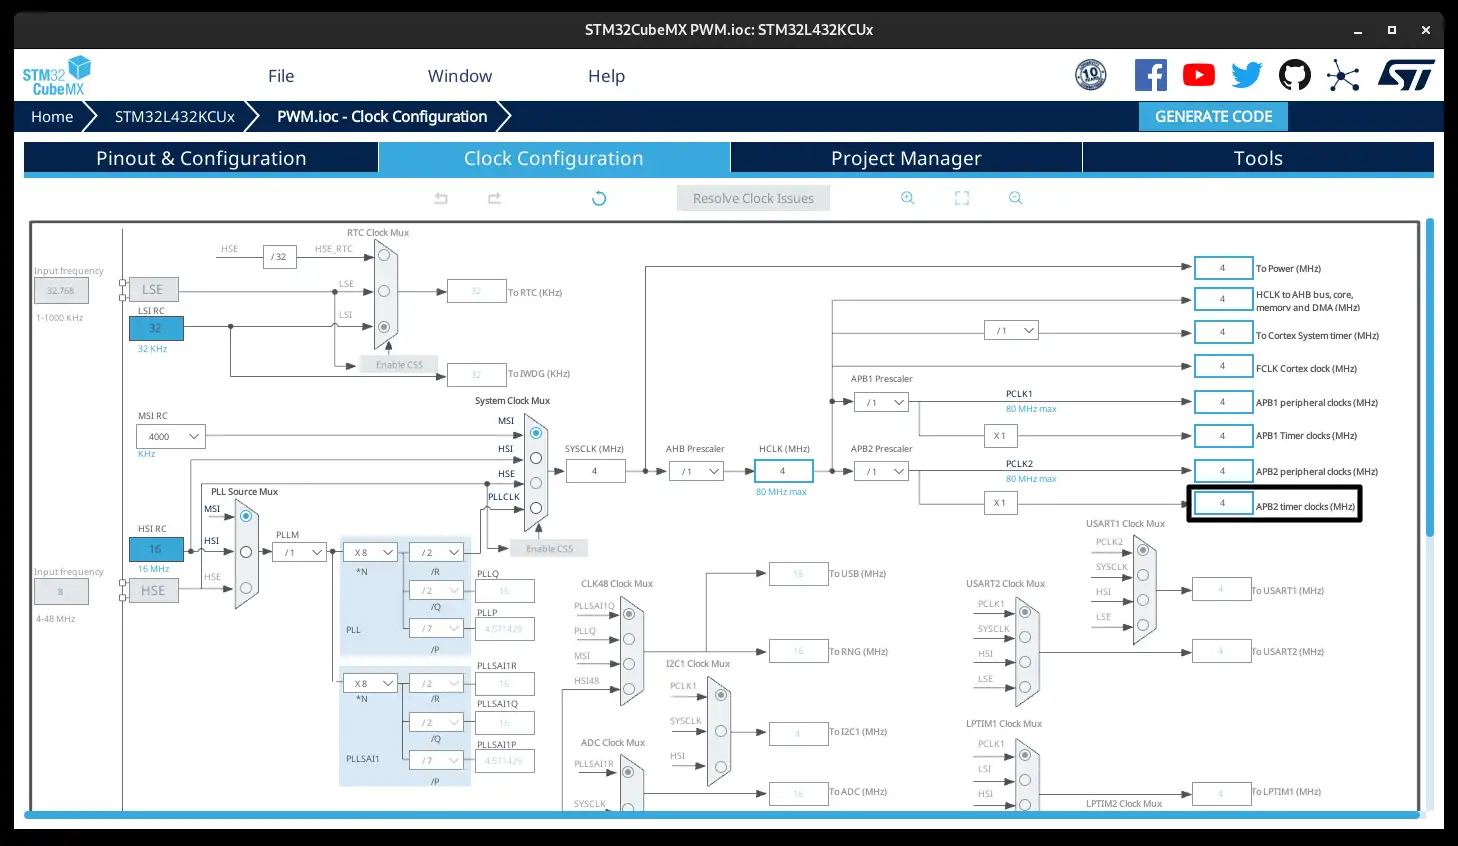 STM32CubeMX PWM.ioc: STM32L432KCUx
STM32
CubeMX
File
Window
Help
10
Home
STM32L432KCUx
PWM.ioc - Clock Configuration
GENERATE CODE
Pinout & Configuration
Clock Configuration
Project Manager
Tools
Resolve Clock Issues
RTC Clock Mux
HSE
/ 32
HSE_RTC
Input frequency
32.768
1-1000 KHz
LSE
LSE
32
To RTC (KHz)
LSI RC
32
32 KHz
LSI
Enable CSS
32
To IWDG (KHz)
4
To Power (MHz)
4
HCLK to AHB bus, core,
memory and DMA (MHz)
/ 1
4
To Cortex System timer (MHz)
4
FCLK Cortex clock (MHz)
APB1 Prescaler
/ 1
PCLK1
80 MHz max
4
APB1 peripheral clocks (MHz)
X 1
4
APB1 Timer clocks (MHz)
System Clock Mux
MSI RC
4000
KHz
MSI
HSI
HSE
PLLCLK
SYSCLK (MHz)
4
AHB Prescaler
/ 1
HCLK (MHz)
4
80 MHz max
APB2 Prescaler
/ 1
PCLK2
80 MHz max
4
APB2 peripheral clocks (MHz)
X 1
4
APB2 timer clocks (MHz)
Enable CSS
PLL Source Mux
MSI
HSI RC
16
16 MHz
HSI
HSE
PLLM
/ 1
Input frequency
8
4-48 MHz
HSE
X 8
*N
/ 2
/R
/ 2
/Q
/ 7
/P
PLL
PLLQ
16
PLLP
4.571429
X 8
*N
/ 2
/R
/ 2
/Q
/ 7
/P
PLLSAI1
PLLSAI1R
16
PLLSAI1Q
16
PLLSAI1P
4.571429
CLK48 Clock Mux
PLLSAI1Q
PLLQ
MSI
HSI48
16
To USB (MHz)
16
To RNG (MHz)
I2C1 Clock Mux
PCLK1
SYSCLK
HSI
4
To I2C1 (MHz)
ADC Clock Mux
PLLSAI1R
SYSCLK
16
To ADC (MHz)
USART1 Clock Mux
PCLK2
SYSCLK
HSI
LSE
4
To USART1 (MHz)
USART2 Clock Mux
PCLK1
SYSCLK
HSI
LSE
4
To USART2 (MHz)
LPTIM1 Clock Mux
PCLK1
LSI
HSI
4
To LPTIM1 (MHz)
LPTIM2 Clock Mux